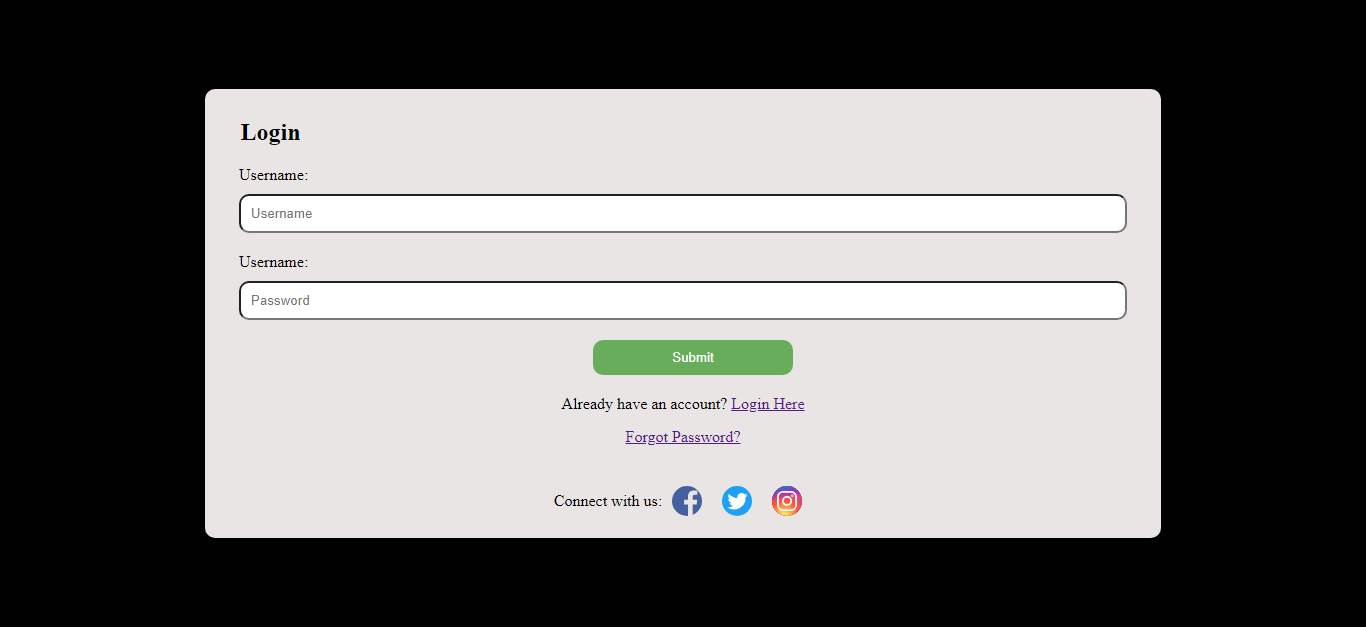 Login
Username:
Username
Username:
Password
Submit
Already have an account? Login Here
Forgot Password?
Connect with us: